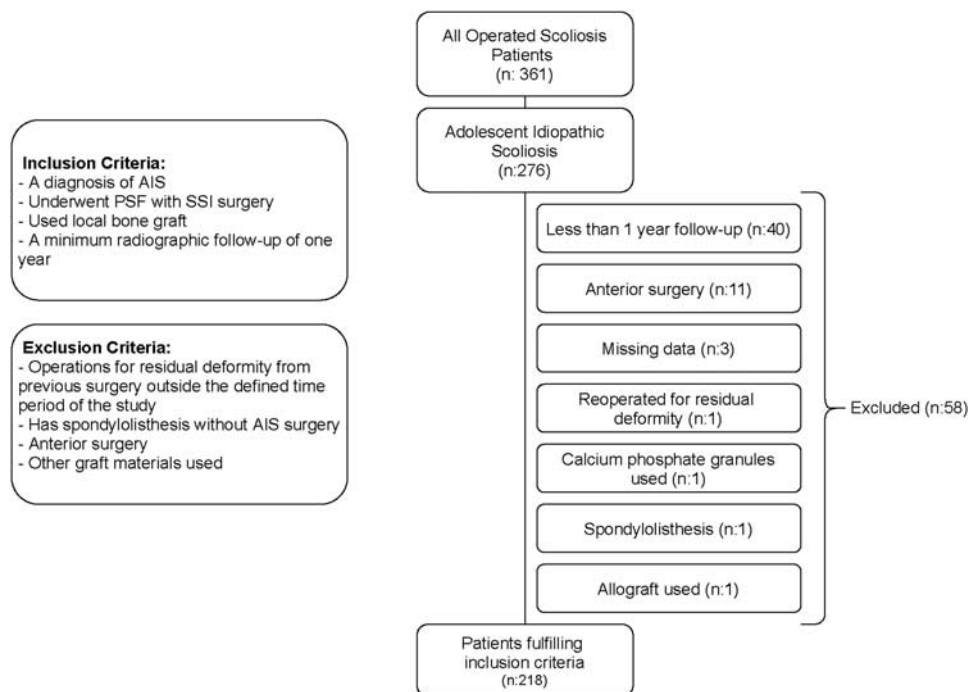 All Operated Scoliosis
Patients
(n: 361)
Adolescent Idiopathic
Scoliosis
(n:276)
Inclusion Criteria:
- A diagnosis of AIS
- Underwent PSF with SSI surgery
- Used local bone graft
- A minimum radiographic follow-up of one
year
Exclusion Criteria:
- Operations for residual deformity from
previous surgery outside the defined time
period of the study
- Has spondylolisthesis without AIS surgery
- Anterior surgery
- Other graft materials used
Less than 1 year follow-up (n:40)
Anterior surgery (n:11)
Missing data (n:3)
Reoperated for residual
deformity (n:1)
Calcium phosphate granules
used (n:1)
Spondylolisthesis (n:1)
Allograft used (n:1)
Excluded (n:58)
Patients fulfilling
inclusion criteria
(n:218)